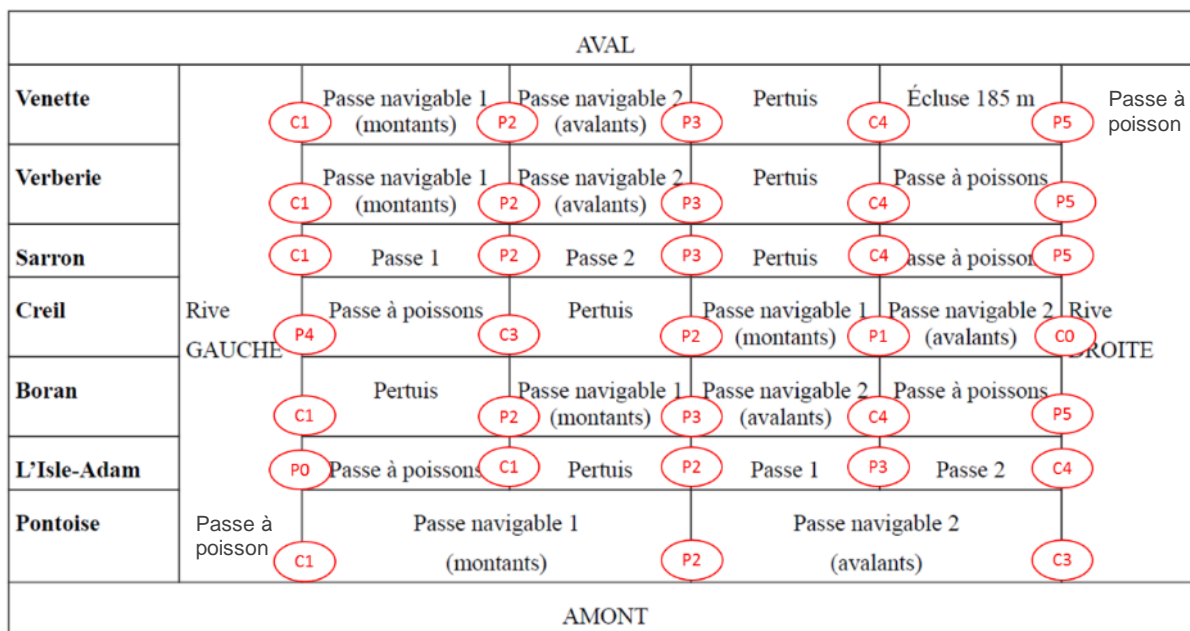 AVAL
Venette
Passe navigable 1
(montants)
Passe navigable 2
(avalants)
Pertuis
Écluse 185 m
Passe à
poisson
C1
P2
P3
C4
P5
Verberie
Passe navigable 1
(montants)
Passe navigable 2
(avalants)
Pertuis
Passe à poissons
C1
P2
P3
C4
P5
Sarron
C1
Passe 1
P2
Passe 2
P3
Pertuis
C4
asse à poisson
P5
Creil
Rive
GAUCHE
P4
Passe à poissons
C3
Pertuis
P2
Passe navigable 1
(montants)
P1
Passe navigable 2
(avalants)
C0
Rive
DROITE
Boran
C1
Pertuis
P2
Passe navigable 1
(montants)
P3
Passe navigable 2
(avalants)
C4
Passe à poissons
P5
L'Isle-Adam
P0
Passe à poissons
C1
Pertuis
P2
Passe 1
P3
Passe 2
C4
Pontoise
Passe à
poisson
C1
Passe navigable 1
(montants)
P2
Passe navigable 2
(avalants)
C3
AMONT